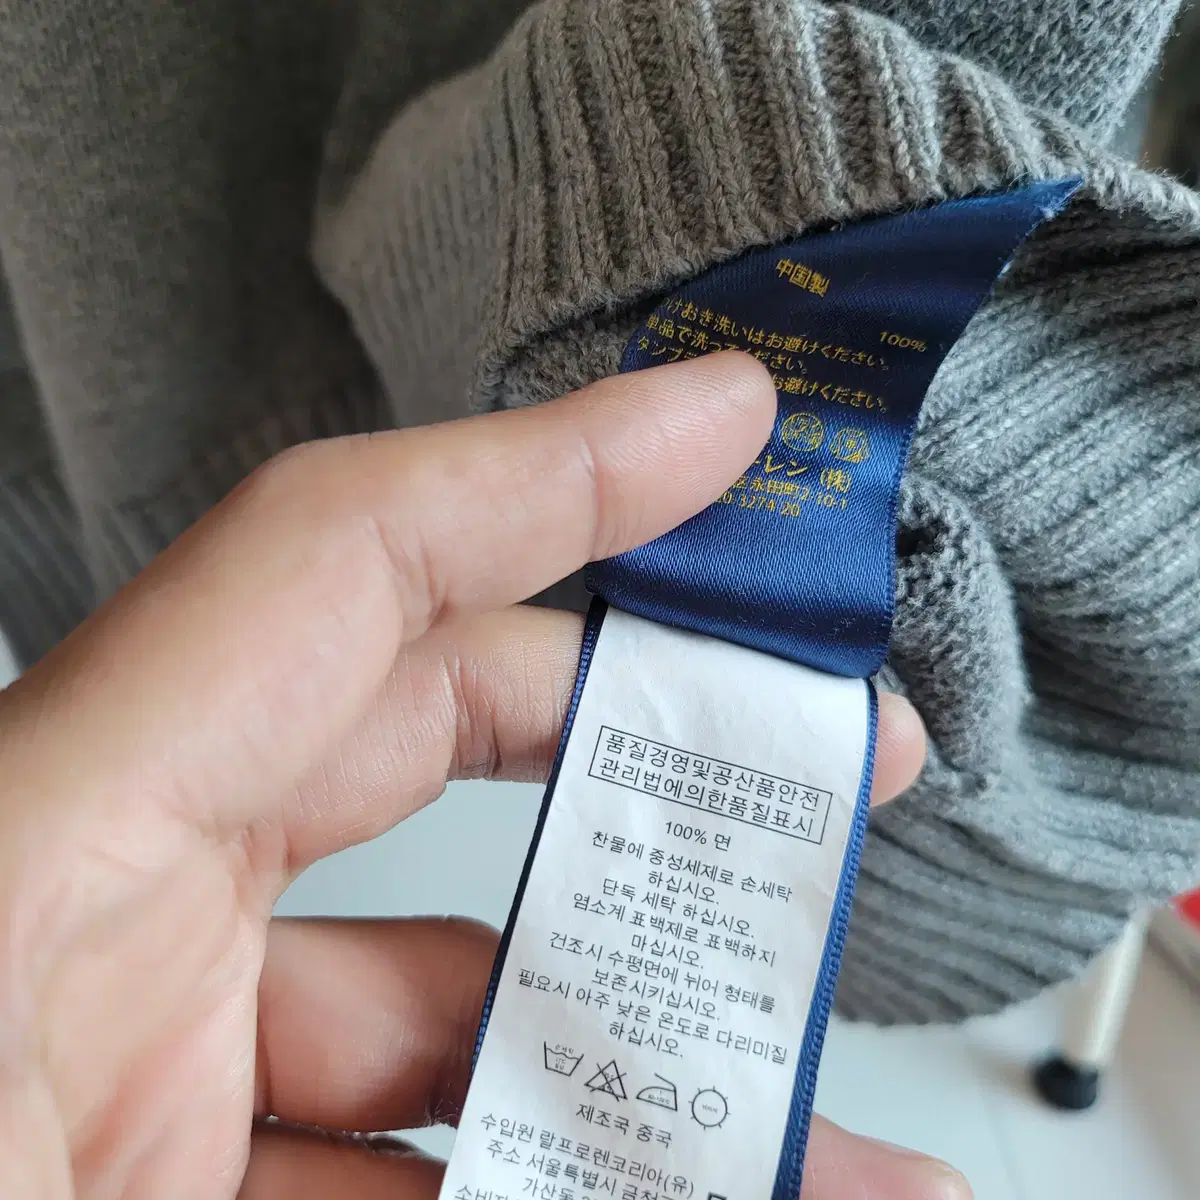 中国製
100%
けおき洗いはお避けください。
単品で洗ってください。
タンブ
お避けください。
ーレン (株)
区永田町2-10-1
20 3274 20
품질경영및공산품안전
관리법에의한품질표시
100% 면
찬물에 중성세제로 손세탁
하십시오.
단독 세탁 하십시오.
염소계 표백제로 표백하지
마십시오.
건조시 수평면에 뉘어 형태를
보존시키십시오.
필요시 아주 낮은 온도로 다리미질
하십시오.
제조국 중국
수입원 랄프로렌코리아(유)
주소 서울특별시 금천구
가산동
소비자